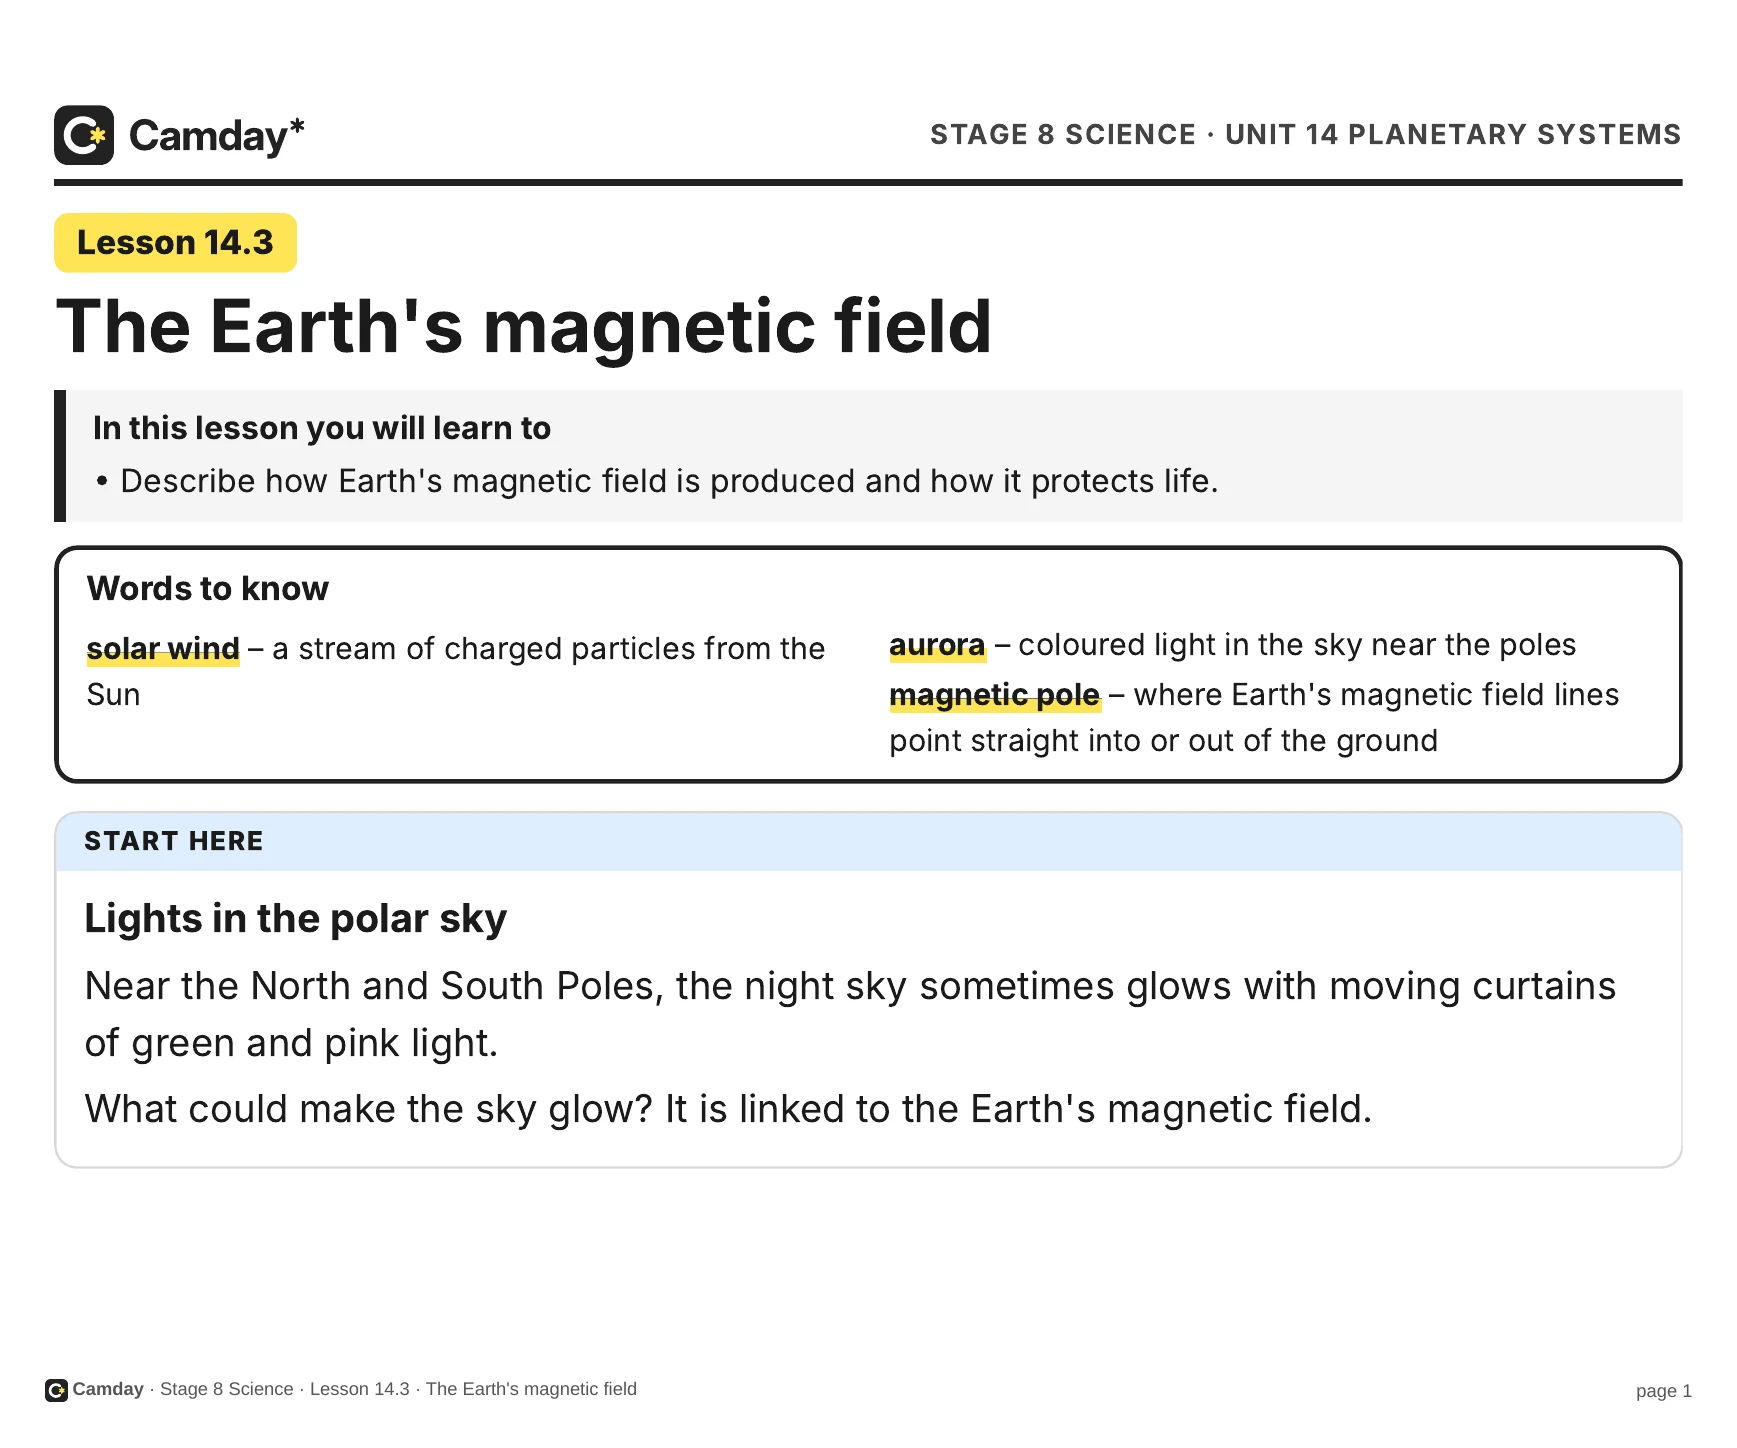 Camday*
STAGE 8 SCIENCE · UNIT 14 PLANETARY SYSTEMS
Lesson 14.3
The Earth's magnetic field
In this lesson you will learn to
• Describe how Earth's magnetic field is produced and how it protects life.
Words to know
solar wind – a stream of charged particles from the
Sun
aurora – coloured light in the sky near the poles
magnetic pole – where Earth's magnetic field lines
point straight into or out of the ground
START HERE
Lights in the polar sky
Near the North and South Poles, the night sky sometimes glows with moving curtains
of green and pink light.
What could make the sky glow? It is linked to the Earth's magnetic field.
Camday · Stage 8 Science · Lesson 14.3 · The Earth's magnetic field
page 1